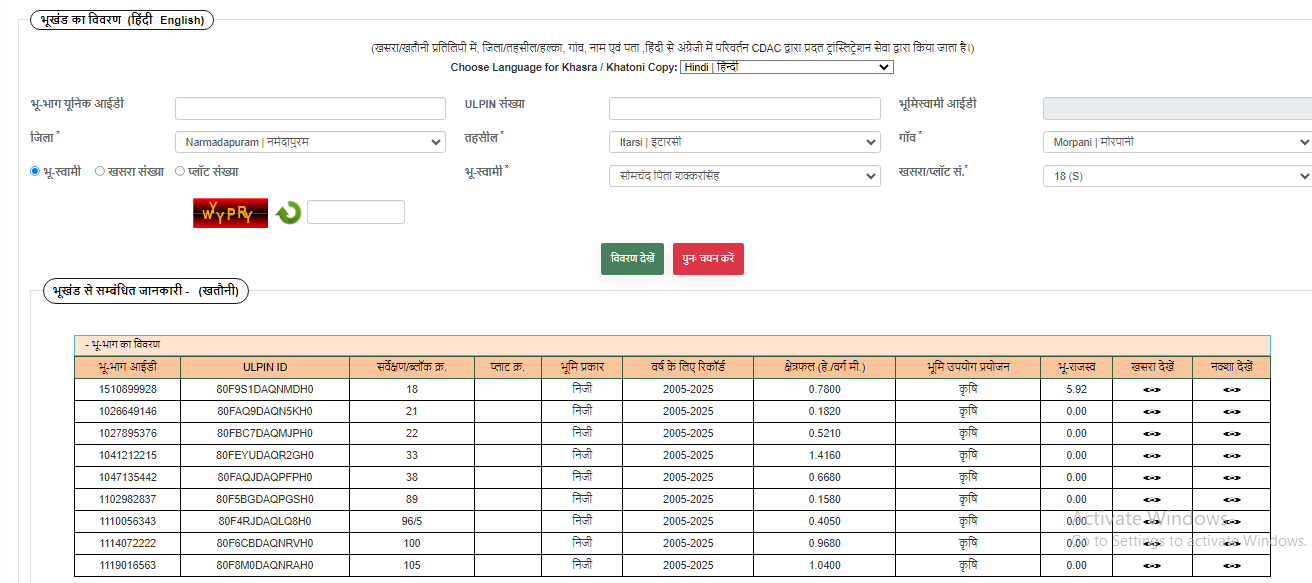 भूखंड का विवरण (हिंदी English)
(खसरा/खतौनी प्रतिलिपी में, जिला/तहसील/हल्का, गांव, नाम एवं पता ,हिंदी से अंग्रेजी में परिवर्तन CDAC द्वारा प्रदत ट्रांस्लिट्रेशन सेवा द्वारा किया जाता है।)
Choose Language for Khasra / Khatoni Copy: Hindi | हिन्दी
भू-भाग यूनिक आईडी ULPIN संख्या भूमिस्वामी आईडी
जिला * Narmadapuram | नर्मदापुरम तहसील * Itarsi | इटारसी गाँव * Morpani | मोरपानी
भू-स्वामी खसरा संख्या प्लॉट संख्या भू-स्वामी * सोमचंद पिता शक्करसिंह खसरा/प्लॉट सं.* 18 (S)
WYYPRY
विवरण देखें पुनः चयन करें
भूखंड से सम्बंधित जानकारी - (खतौनी)
- भू-भाग का विवरण
भू-भाग आईडी ULPIN ID सर्वेक्षण/ब्लॉक क्र. प्लाट क्र. भूमि प्रकार वर्ष के लिए रिकॉर्ड क्षेत्रफल (हे./वर्ग मी.) भूमि उपयोग प्रयोजन भू-राजस्व खसरा देखें नक्शा देखें
1510899928 80F9S1DAQNMDH0 18 निजी 2005-2025 0.7800 कृषि 5.92
1026649146 80FAQ9DAQN5KH0 21 निजी 2005-2025 0.1820 कृषि 0.00
1027895376 80FBC7DAQMJPH0 22 निजी 2005-2025 0.5210 कृषि 0.00
1041212215 80FEYUDAQR2GH0 33 निजी 2005-2025 1.4160 कृषि 0.00
1047135442 80FAQJDAQPFPH0 38 निजी 2005-2025 0.6680 कृषि 0.00
1102982837 80F5BGDAQPGSH0 89 निजी 2005-2025 0.1580 कृषि 0.00
1110056343 80F4RJDAQLQ8H0 96/5 निजी 2005-2025 0.4050 कृषि 0.00
Activate Windows
1114072222 80F6CBDAQNRVH0 100 निजी 2005-2025 0.9680 कृषि 0.00
Go to Settings to activate Windows.
1119016563 80F8M0DAQNRAH0 105 निजी 2005-2025 1.0400 कृषि 0.00